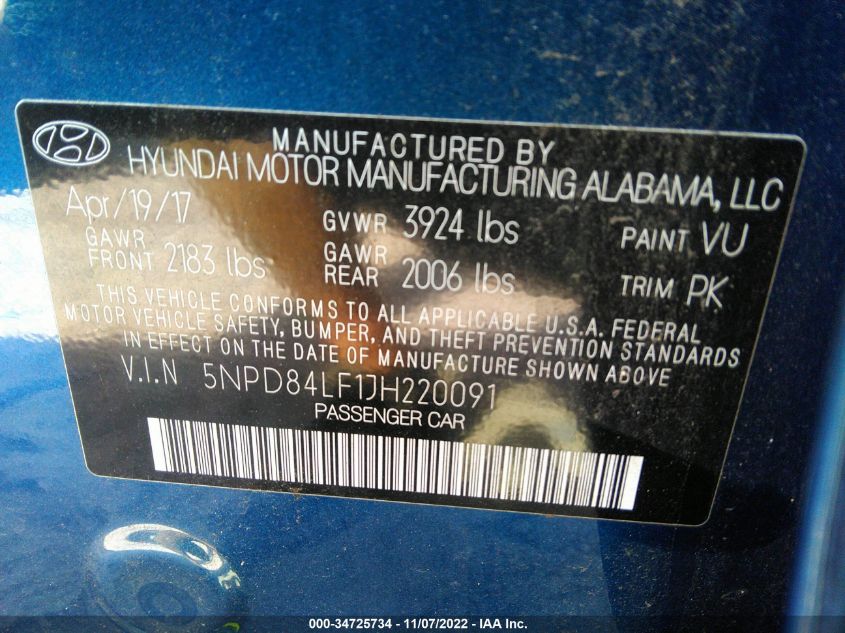 MANUFACTURED BY
HYUNDAI MOTOR MANUFACTURING ALABAMA, LLC
Apr/19/17 GVWR 3924 lbs PAINT VU
GAWR FRONT 2183 lbs GAWR REAR 2006 lbs TRIM PK
THIS VEHICLE CONFORMS TO ALL APPLICABLE U.S.A. FEDERAL
MOTOR VEHICLE SAFETY, BUMPER, AND THEFT PREVENTION STANDARDS
IN EFFECT ON THE DATE OF MANUFACTURE SHOWN ABOVE
V.I.N 5NPD84LF1JH220091
PASSENGER CAR
000-34725734 - 11/07/2022 - IAA Inc.